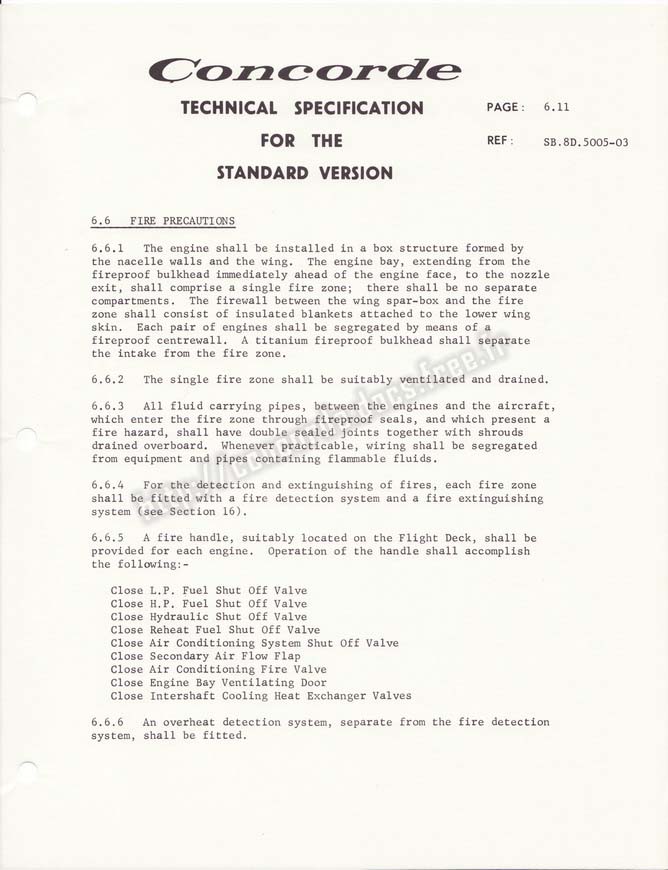 Concorde
TECHNICAL SPECIFICATION
FOR THE
STANDARD VERSION
PAGE: 6.11
REF: SB.8D.5005-03
6.6 FIRE PRECAUTIONS
6.6.1 The engine shall be installed in a box structure formed by
the nacelle walls and the wing. The engine bay, extending from the
fireproof bulkhead immediately ahead of the engine face, to the nozzle
exit, shall comprise a single fire zone; there shall be no separate
compartments. The firewall between the wing spar-box and the fire
zone shall consist of insulated blankets attached to the lower wing
skin. Each pair of engines shall be segregated by means of a
fireproof centrewall. A titanium fireproof bulkhead shall separate
the intake from the fire zone.
6.6.2 The single fire zone shall be suitably ventilated and drained.
6.6.3 All fluid carrying pipes, between the engines and the aircraft,
which enter the fire zone through fireproof seals, and which present a
fire hazard, shall have double sealed joints together with shrouds
drained overboard. Whenever practicable, wiring shall be segregated
from equipment and pipes containing flammable fluids.
6.6.4 For the detection and extinguishing of fires, each fire zone
shall be fitted with a fire detection system and a fire extinguishing
system (see Section 16).
6.6.5 A fire handle, suitably located on the Flight Deck, shall be
provided for each engine. Operation of the handle shall accomplish
the following:-
Close L.P. Fuel Shut Off Valve
Close H.P. Fuel Shut Off Valve
Close Hydraulic Shut Off Valve
Close Reheat Fuel Shut Off Valve
Close Air Conditioning System Shut Off Valve
Close Secondary Air Flow Flap
Close Air Conditioning Fire Valve
Close Engine Bay Ventilating Door
Close Intershaft Cooling Heat Exchanger Valves
6.6.6 An overheat detection system, separate from the fire detection
system, shall be fitted.